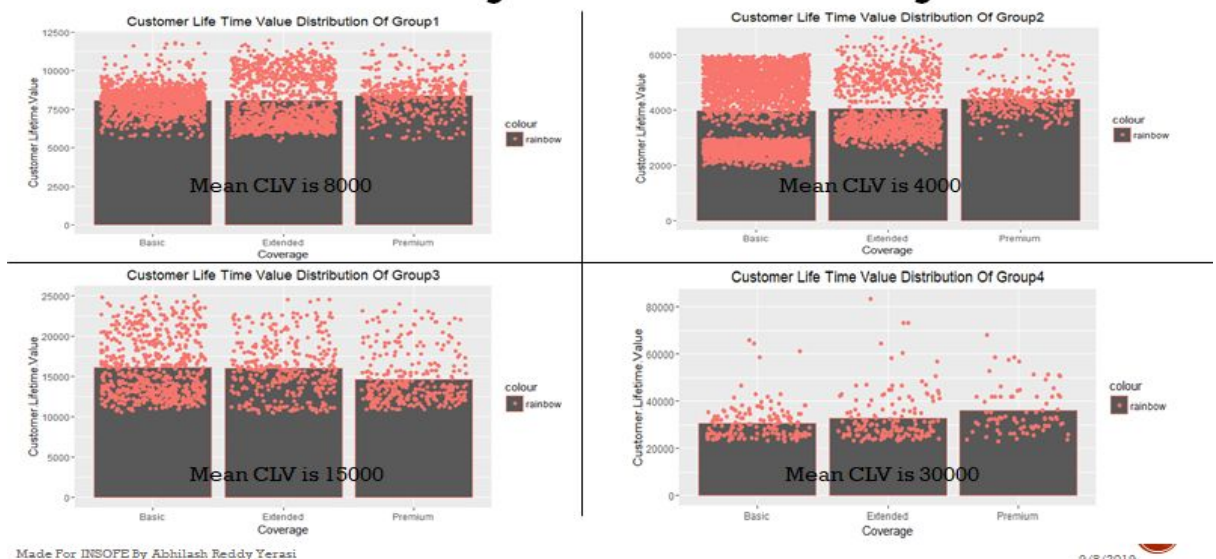 Customer Life Time Value Distribution Of Group1
12500
10000
7500
5000
2500
0
Customer Lifetime.Value
Mean CLV is 8000
Basic
Extended
Premium
Coverage
colour
rainbow
Customer Life Time Value Distribution Of Group2
6000
4000
2000
0
Customer Lifetime.Value
Mean CLV is 4000
Basic
Extended
Premium
Coverage
colour
rainbow
Customer Life Time Value Distribution Of Group3
25000
20000
15000
10000
5000
0
Customer.Lifetime.Value
Mean CLV is 15000
Basic
Extended
Premium
Coverage
colour
rainbow
Customer Life Time Value Distribution Of Group4
80000
60000
40000
20000
0
Customer.Lifetime.Value
Mean CLV is 30000
Basic
Extended
Premium
Coverage
colour
rainbow
Made For INSOFE By Abhilash Reddy Yerasi